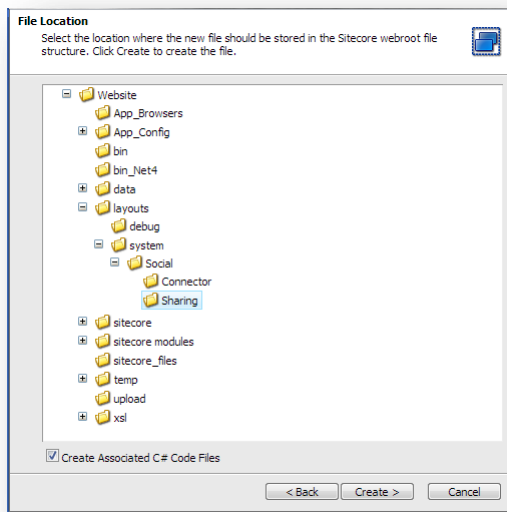 File Location
Select the location where the new file should be stored in the Sitecore webroot file
structure. Click Create to create the file.
Website
App_Browsers
App_Config
bin
bin_Net4
data
layouts
debug
system
Social
Connector
Sharing
sitecore
sitecore modules
sitecore_files
temp
upload
xsl
Create Associated C# Code Files
< Back Create > Cancel